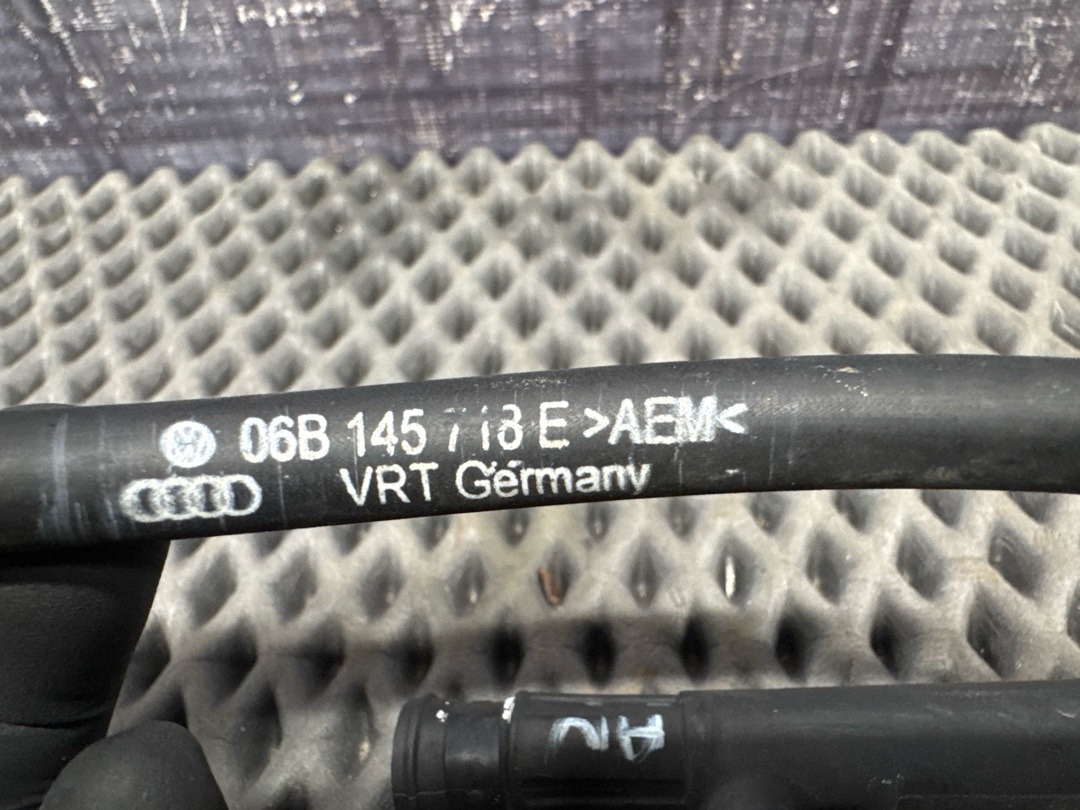 06B 145 718 E >AEM<
VRT Germany